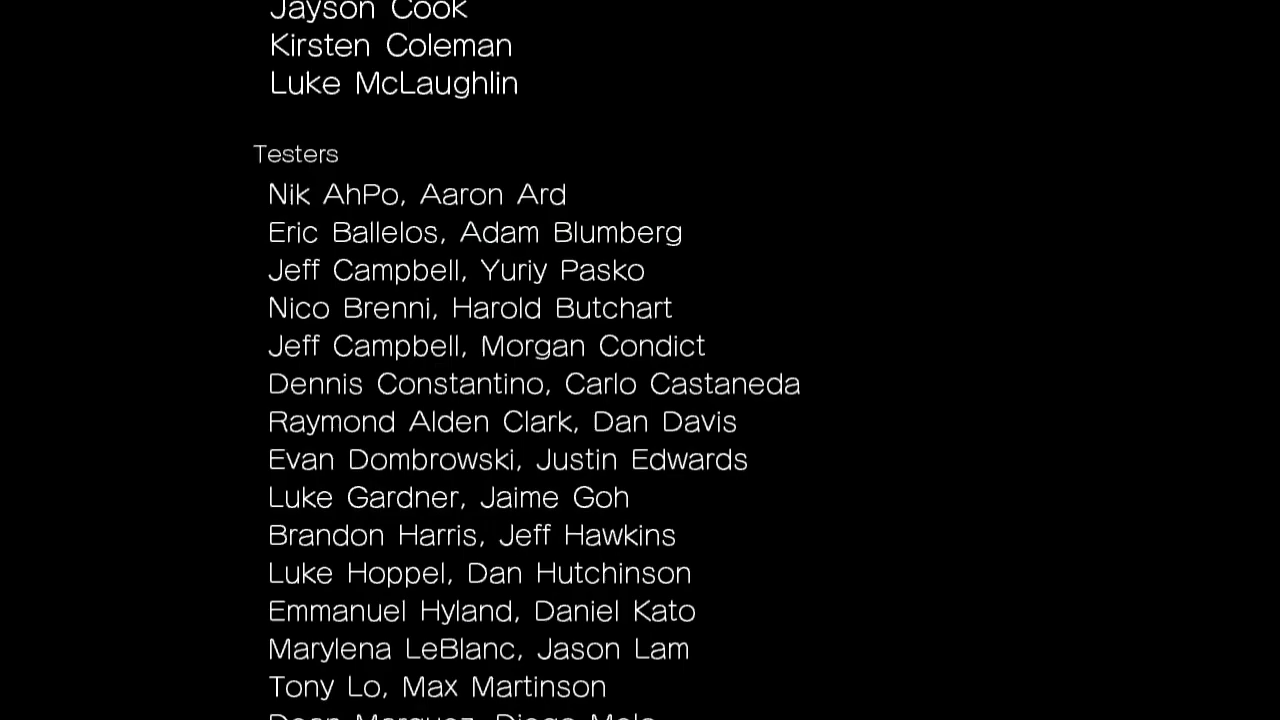 Jayson Cook
Kirsten Coleman
Luke McLaughlin
Testers
Nik AhPo, Aaron Ard
Eric Ballelos, Adam Blumberg
Jeff Campbell, Yuriy Pasko
Nico Brenni, Harold Butchart
Jeff Campbell, Morgan Condict
Dennis Constantino, Carlo Castaneda
Raymond Alden Clark, Dan Davis
Evan Dombrowski, Justin Edwards
Luke Gardner, Jaime Goh
Brandon Harris, Jeff Hawkins
Luke Hoppel, Dan Hutchinson
Emmanuel Hyland, Daniel Kato
Marylena LeBlanc, Jason Lam
Tony Lo, Max Martinson